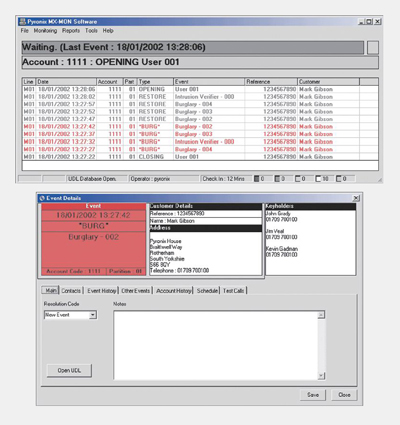 Pyronix MX-MON Software
File Monitoring Reports Tools Help
Waiting. (Last Event : 18/01/2002 13:28:06)
Account : 1111 : OPENING User 001
Line Date Account Part Type Event Reference Customer
M01 18/01/2002 13:28:06 1111 01 OPENING User 001 1234567890 Mark Gibson
M01 18/01/2002 13:28:02 1111 01 RESTORE Intrusion Verifier - 000 1234567890 Mark Gibson
M01 18/01/2002 13:27:57 1111 01 RESTORE Burglary - 004 1234567890 Mark Gibson
M01 18/01/2002 13:27:52 1111 01 RESTORE Burglary - 003 1234567890 Mark Gibson
M01 18/01/2002 13:27:47 1111 01 RESTORE Burglary - 002 1234567890 Mark Gibson
M01 18/01/2002 13:27:42 1111 01 *BURG* Burglary - 002 1234567890 Mark Gibson
M01 18/01/2002 13:27:37 1111 01 *BURG* Burglary - 003 1234567890 Mark Gibson
M01 18/01/2002 13:27:32 1111 01 *BURG* Intrusion Verifier - 000 1234567890 Mark Gibson
M01 18/01/2002 13:27:27 1111 01 *BURG* Burglary - 004 1234567890 Mark Gibson
M01 18/01/2002 13:27:22 1111 01 CLOSING User 001 1234567890 Mark Gibson
UDL Database Open. Operator : pyronix Check In : 12 Mins 0 0 0 10 0
Event Details
Event
18/01/2002 13:27:42
*BURG*
Burglary - 002
Account Code : 1111 Partition : 01
Customer Details
Reference : 1234567890
Name : Mark Gibson
Address
Pyronix House
Braithwell Way
Rotherham
South Yorkshire
S66 8QY
Telephone : 01709 700100
Keyholders
John Grady
01709 700100
Jim Veal
01709 700100
Kevin Gadman
01709 700100
Main Contacts Event History Other Events Account History Schedule Test Calls
Resolution Code
New Event
Notes
Open UDL
Save Close